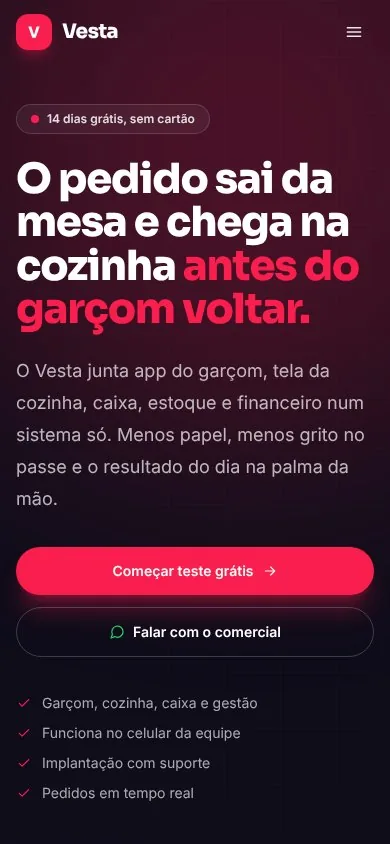 V Vesta
14 dias grátis, sem cartão
O pedido sai da
mesa e chega na
cozinha antes do
garçom voltar.
O Vesta junta app do garçom, tela da
cozinha, caixa, estoque e financeiro num
sistema só. Menos papel, menos grito no
passe e o resultado do dia na palma da
mão.
Começar teste grátis →
Falar com o comercial
Garçom, cozinha, caixa e gestão
Funciona no celular da equipe
Implantação com suporte
Pedidos em tempo real